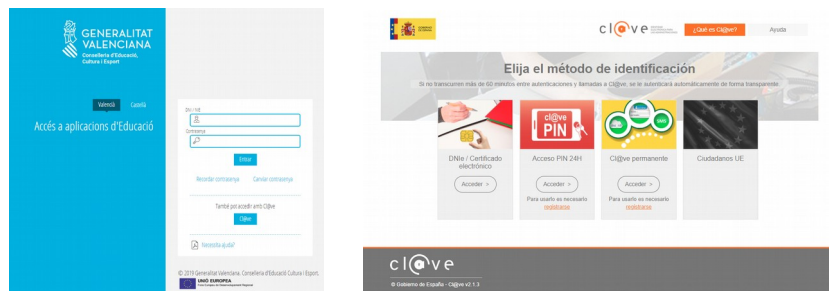 GENERALITAT
VALENCIANA
Conselleria d'Educació,
Cultura i Esport
Valencià
Castellà
Accés a aplicacions d'Educació
DNI / NIE
Contrasenya
Entrar
Recordar contrasenya
Canviar contrasenya
També pot accedir amb Cl@ve
Cl@ve
Necessita ajuda?
© 2019 Generalitat Valenciana. Conselleria d'Educació Cultura i Esport.
UNIÓ EUROPEA
cl@ve
¿Qué es Cl@ve?
Ayuda
Elija el método de identificación
Si no transcurren más de 60 minutos entre autenticaciones y llamadas a Cl@ve, se le autenticará automáticamente de forma transparente
cl@ve
PIN
DNIe / Certificado
electrónico
Acceder >
Acceso PIN 24H
Acceder >
Para usarlo es necesario
registrarse
Cl@ve permanente
Acceder >
Para usarlo es necesario
registrarse
Ciudadanos UE
cl@ve
© Gobierno de España - Cl@ve v2.1.3